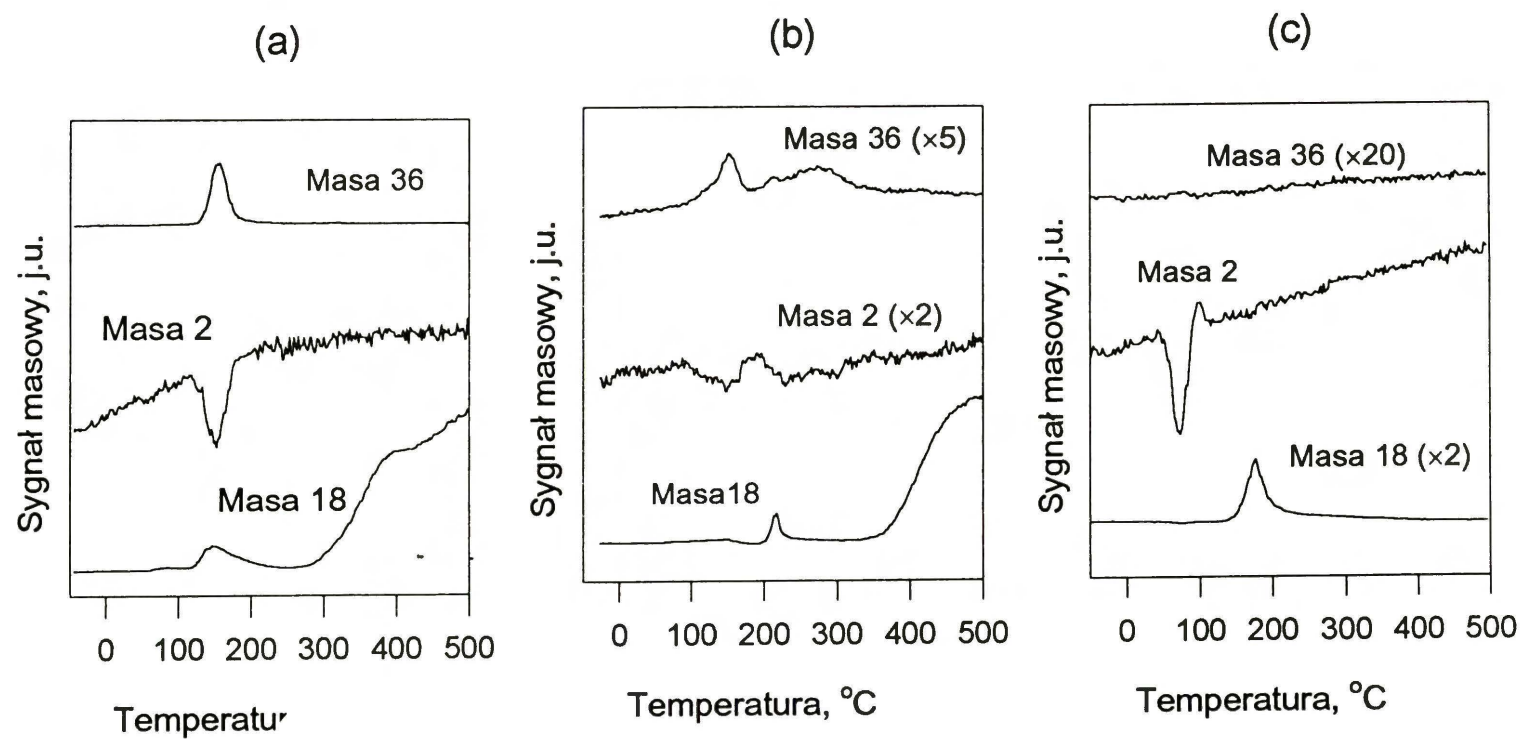 (a)
(b)
(c)
Sygnał masowy, j.u.
Masa 36
Masa 2
Masa 18
0 100 200 300 400 500
Temperatur
Sygnał masowy, j.u.
Masa 36 (×5)
Masa 2 (×2)
Masa18
0 100 200 300 400 500
Temperatura, °C
Sygnał masowy, j.u.
Masa 36 (×20)
Masa 2
Masa 18 (×2)
0 100 200 300 400 500
Temperatura, °C